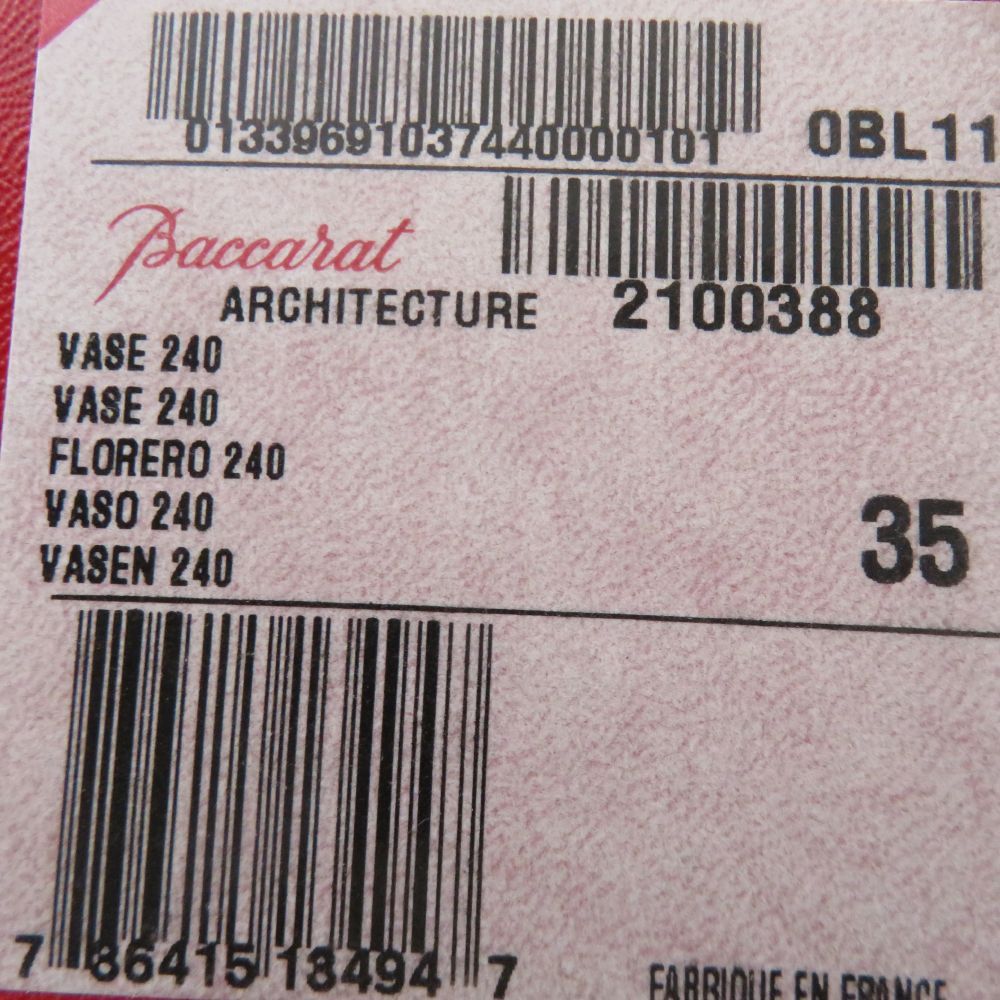 01339691037440000101
0BL11
Baccarat
ARCHITECTURE 2100388
VASE 240
VASE 240
FLORERO 240
VASO 240
VASEN 240
35
7 36415 13494 7
FABRIQUE EN FRANCE